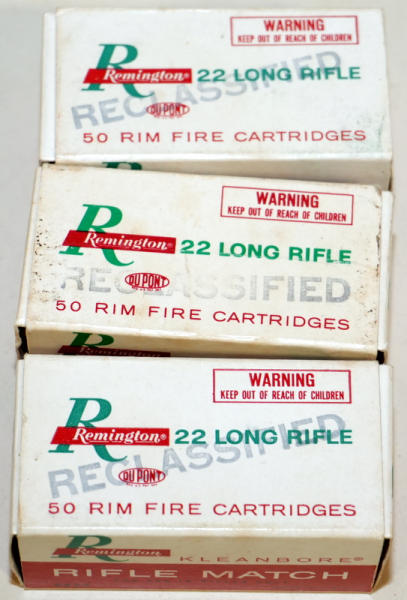 WARNING
KEEP OUT OF REACH OF CHILDREN
R
Remington® 22 LONG RIFLE
RECLASSIFIED
DU PONT
50 RIM FIRE CARTRIDGES
WARNING
KEEP OUT OF REACH OF CHILDREN
R
Remington® 22 LONG RIFLE
RECLASSIFIED
DU PONT
50 RIM FIRE CARTRIDGES
R
Remington
WARNING
KEEP OUT OF REACH OF CHILDREN
R
Remington® 22 LONG RIFLE
RECLASSIFIED
DU PONT
50 RIM FIRE CARTRIDGES
R
Remington® KLEANBORE®
RIFLE MATCH